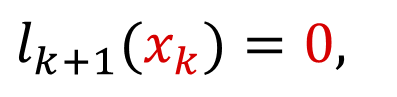 l_{k+1}(x_k) = 0,